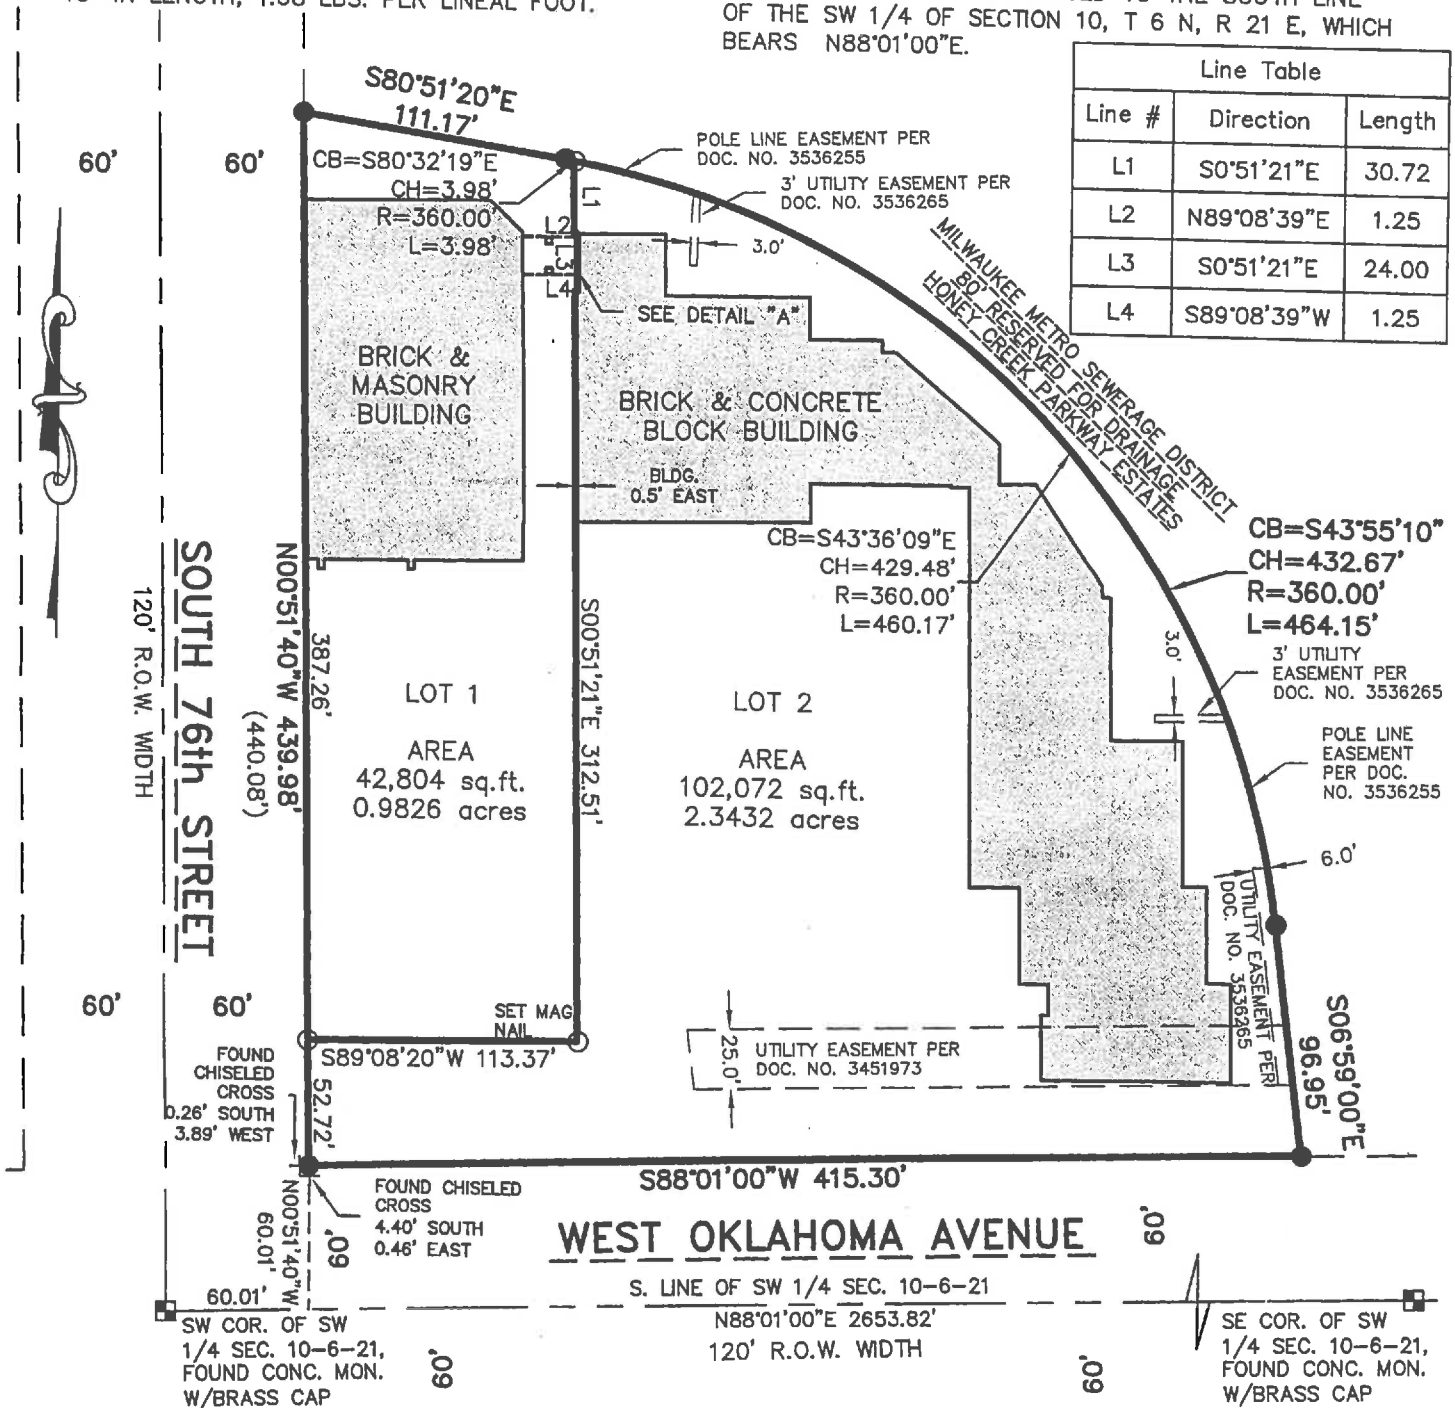 OF THE SW 1/4 OF SECTION 10, T 6 N, R 21 E, WHICH
BEARS N88°01'00"E.
Line Table
Line # Direction Length
L1 S0°51'21"E 30.72
L2 N89°08'39"E 1.25
L3 S0°51'21"E 24.00
L4 S89°08'39"W 1.25
S80°51'20"E
111.17'
60'
60'
CB=S80°32'19"E
CH=3.98'
R=360.00'
L=3.98'
POLE LINE EASEMENT PER
DOC. NO. 3536255
3' UTILITY EASEMENT PER
DOC. NO. 3536265
3.0'
L1
L2
L3
L4
SEE DETAIL "A"
MILWAUKEE METRO SEWERAGE DISTRICT
80' RESERVED FOR DRAINAGE
HONEY CREEK PARKWAY ESTATES
BRICK &
MASONRY
BUILDING
BRICK & CONCRETE
BLOCK BUILDING
BLDG.
0.5' EAST
CB=S43°36'09"E
CH=429.48'
R=360.00'
L=460.17'
CB=S43°55'10"
CH=432.67'
R=360.00'
L=464.15'
3.0'
3' UTILITY
EASEMENT PER
DOC. NO. 3536265
POLE LINE
EASEMENT
PER DOC.
NO. 3536255
6.0'
SOUTH 76th STREET
120' R.O.W. WIDTH
N00°51'40"W 439.98'
(440.08')
387.26'
LOT 1
AREA
42,804 sq.ft.
0.9826 acres
S00°51'21"E 312.51'
LOT 2
AREA
102,072 sq.ft.
2.3432 acres
UTILITY EASEMENT PER
DOC. NO. 3536265
S06°59'00"E
96.95'
60'
60'
SET MAG
NAIL
S89°08'20"W 113.37'
FOUND
CHISELED
CROSS
0.26' SOUTH
3.89' WEST
52.72'
25.0'
UTILITY EASEMENT PER
DOC. NO. 3451973
S88°01'00"W 415.30'
FOUND CHISELED
CROSS
4.40' SOUTH
0.46' EAST
N00°51'40"W
60.01'
60'
WEST OKLAHOMA AVENUE
60'
60.01'
S. LINE OF SW 1/4 SEC. 10-6-21
N88°01'00"E 2653.82'
120' R.O.W. WIDTH
SW COR. OF SW
1/4 SEC. 10-6-21,
FOUND CONC. MON.
W/BRASS CAP
60'
60'
SE COR. OF SW
1/4 SEC. 10-6-21,
FOUND CONC. MON.
W/BRASS CAP